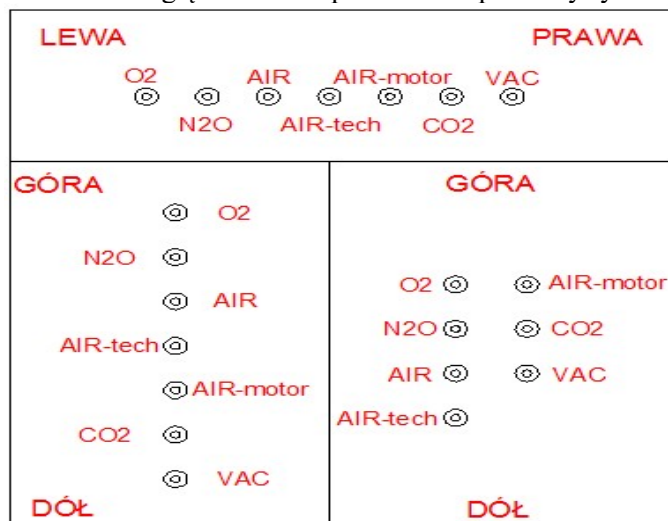 LEWA PRAWA
O2 AIR AIR-motor VAC
N2O AIR-tech CO2
GÓRA
O2
N2O
AIR
AIR-tech
AIR-motor
CO2
VAC
DÓŁ
GÓRA
O2 AIR-motor
N2O CO2
AIR VAC
AIR-tech
DÓŁ